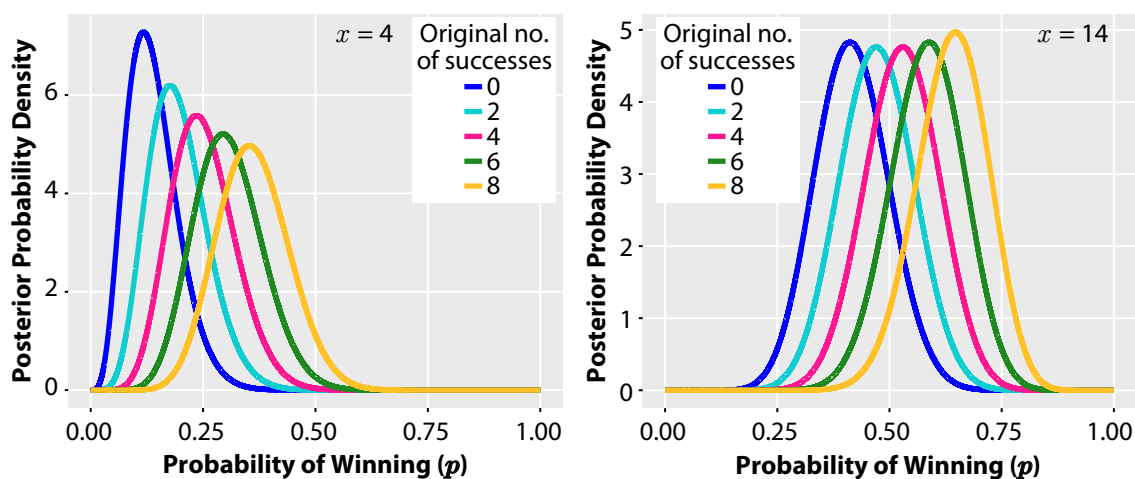 x = 4
Original no.
of successes
0
2
4
6
8
Posterior Probability Density
6
4
2
0
0.00 0.25 0.50 0.75 1.00
Probability of Winning (p)
x = 14
Original no.
of successes
0
2
4
6
8
Posterior Probability Density
5
4
3
2
1
0
0.00 0.25 0.50 0.75 1.00
Probability of Winning (p)